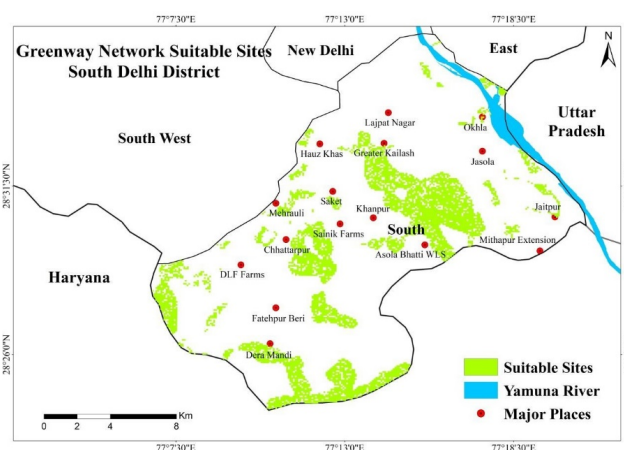 77°7'30"E 77°13'0"E 77°18'30"E
Greenway Network Suitable Sites
South Delhi District
New Delhi
East
N
Uttar
Pradesh
South West
Haryana
South
Lajpat Nagar
Okhla
Hauz Khas
Greater Kailash
Jasola
Saket
Mehrauli
Khanpur
Jaitpur
Sainik Farms
Chhattarpur
Mithapur Extension
Asola Bhatti WLS
DLF Farms
Fatehpur Beri
Dera Mandi
28°31'30"N
28°26'0"N
Suitable Sites
Yamuna River
Major Places
Km
0 2 4 8
77°7'30"E 77°13'0"E 77°18'30"E